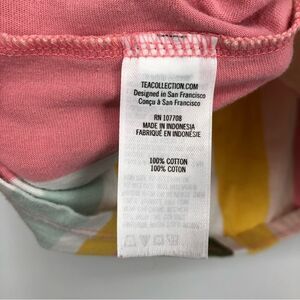 TEACOLLECTION.COM
Designed in San Francisco
Conçu à San Francisco
RN 107708
MADE IN INDONESIA
FABRIQUÉ EN INDONÉSIE
100% COTTON
100% COTTON